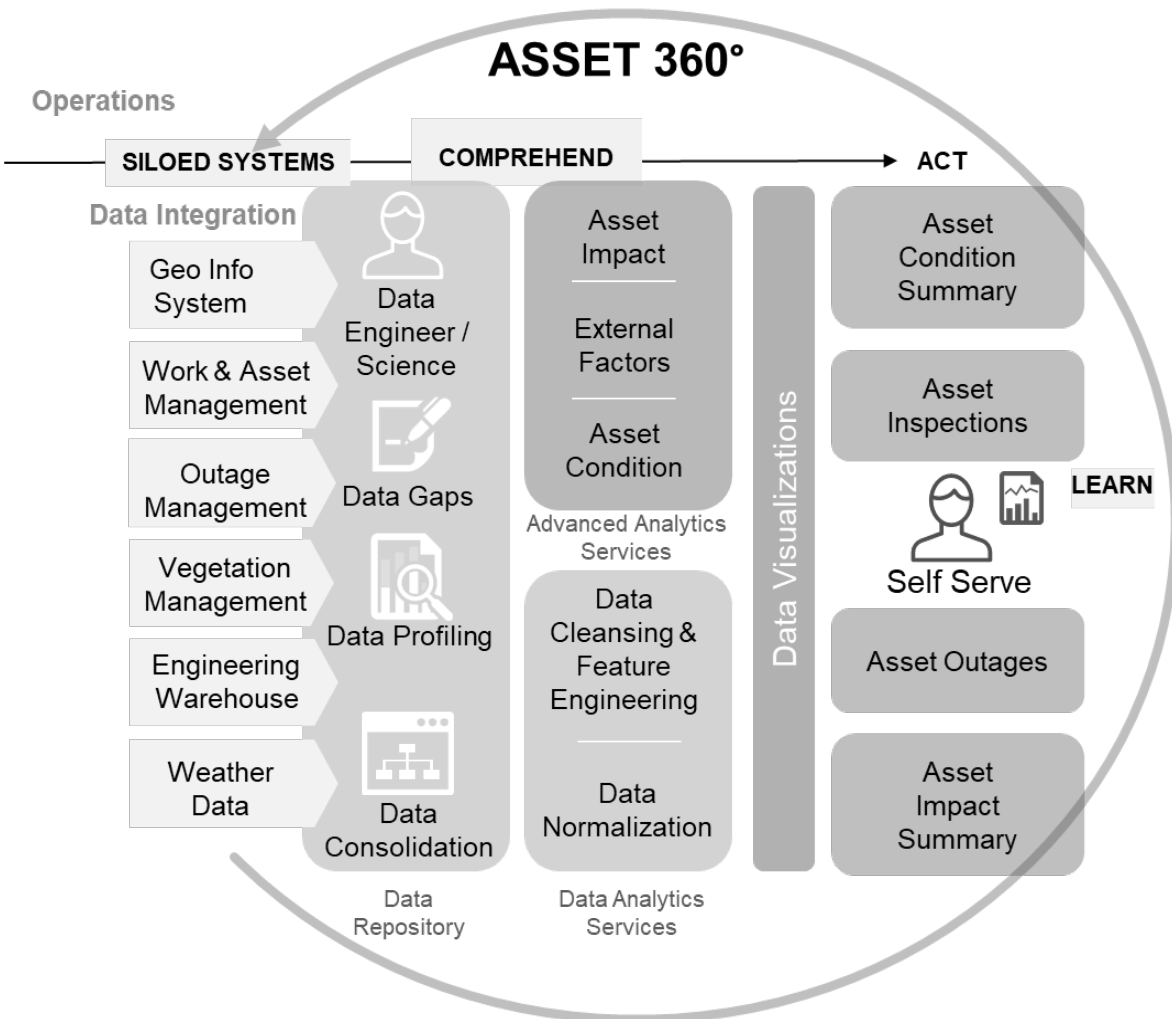 ASSET 360°
Operations
SILOED SYSTEMS
COMPREHEND
ACT
Data Integration
Geo Info
System
Work & Asset
Management
Outage
Management
Vegetation
Management
Engineering
Warehouse
Weather
Data
Data
Engineer /
Science
Data Gaps
Data Profiling
Data
Consolidation
Data
Repository
Asset
Impact
External
Factors
Asset
Condition
Advanced Analytics
Services
Data
Cleansing &
Feature
Engineering
Data
Normalization
Data Analytics
Services
Data Visualizations
Asset
Condition
Summary
Asset
Inspections
LEARN
Self Serve
Asset Outages
Asset
Impact
Summary